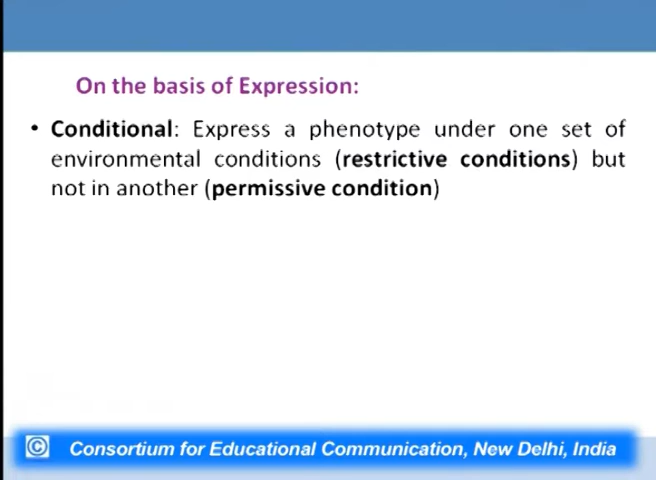 On the basis of Expression:
• Conditional: Express a phenotype under one set of
environmental conditions (restrictive conditions) but
not in another (permissive condition)
© Consortium for Educational Communication, New Delhi, India